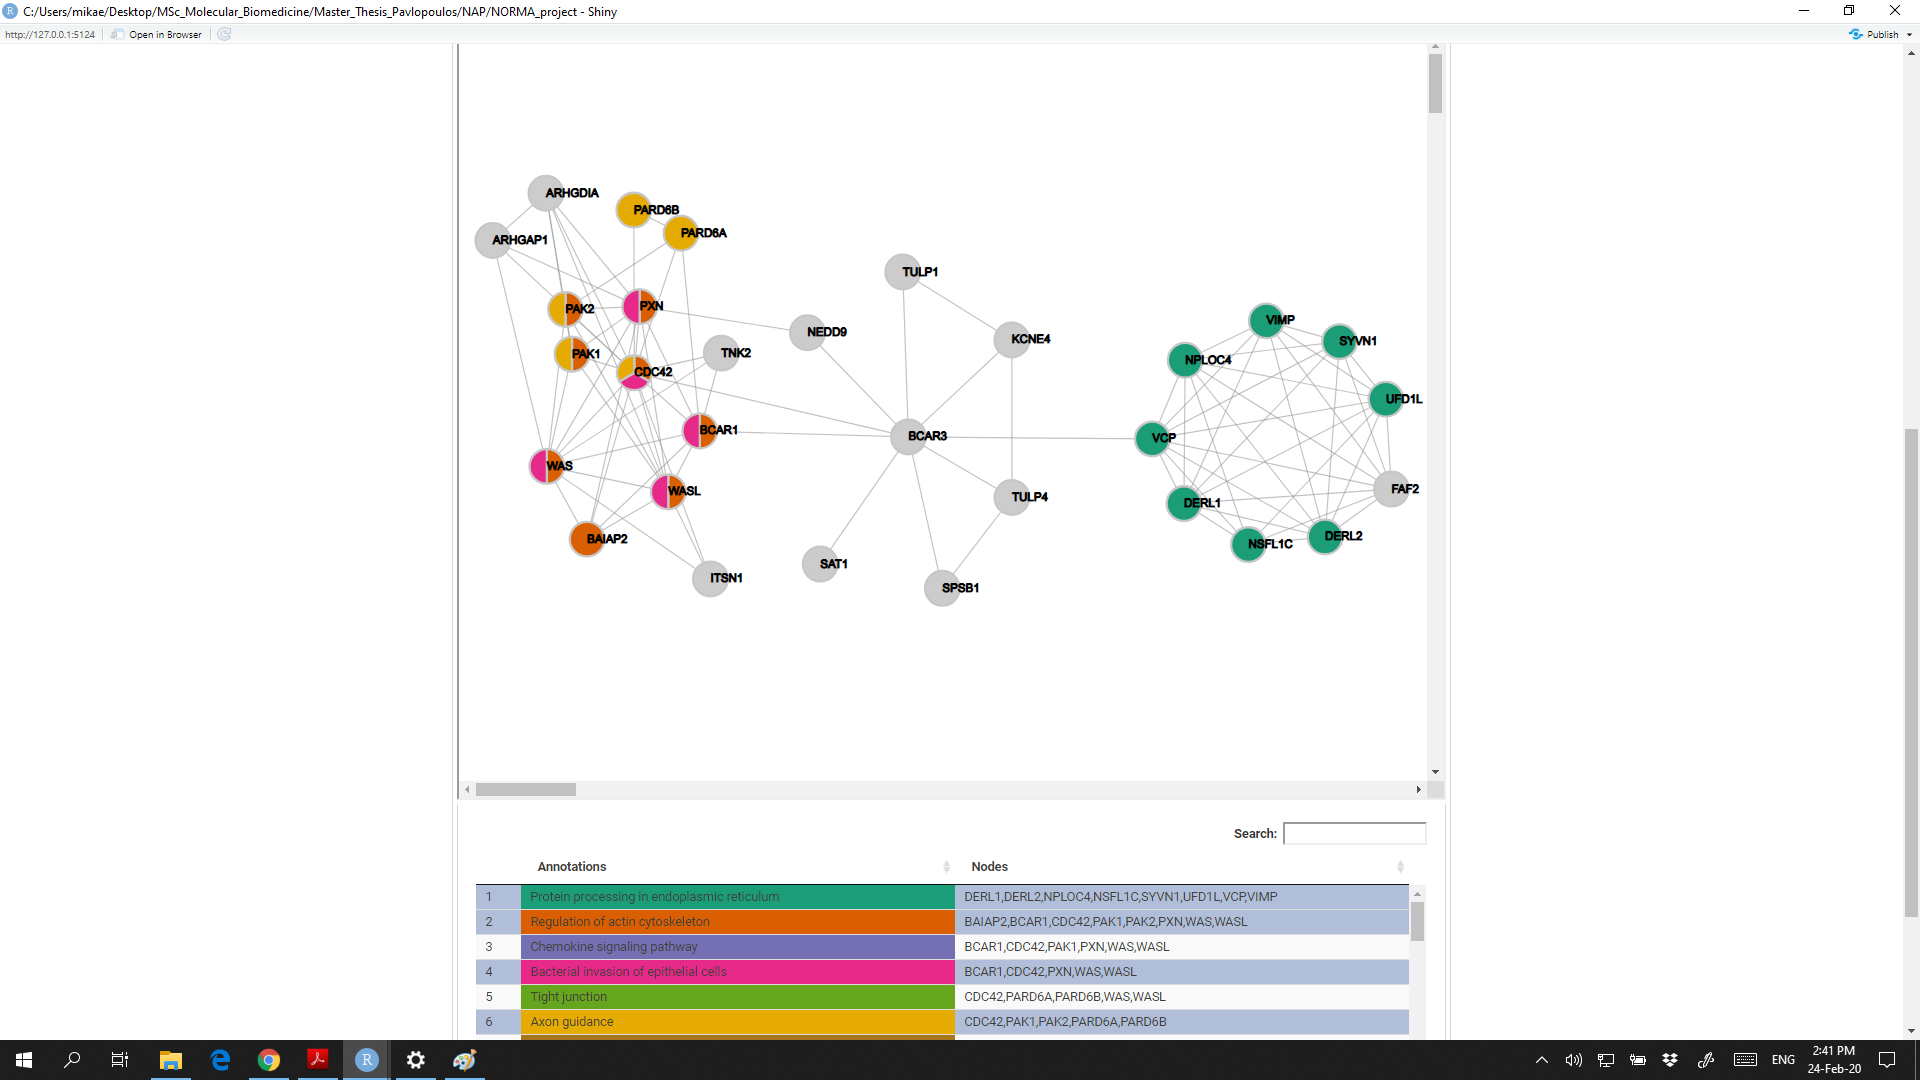 C:/Users/mikae/Desktop/MSc_Molecular_Biomedicine/Master_Thesis_Pavlopoulos/NAP/NORMA_project - Shiny
http://127.0.0.1:5124 Open in Browser Publish
ARHGDIA
PARD6B
PARD6A
ARHGAP1
TULP1
PAK2 PXN
VIMP
NEDD9
KCNE4
SYVN1
PAK1
TNK2
NPLOC4
CDC42
UFD1L
BCAR1
BCAR3
VCP
WAS
WASL
FAF2
TULP4
DERL1
BAIAP2
DERL2
NSFL1C
SAT1
ITSN1
SPSB1
Search:
Annotations Nodes
1 Protein processing in endoplasmic reticulum DERL1,DERL2,NPLOC4,NSFL1C,SYVN1,UFD1L,VCP,VIMP
2 Regulation of actin cytoskeleton BAIAP2,BCAR1,CDC42,PAK1,PAK2,PXN,WAS,WASL
3 Chemokine signaling pathway BCAR1,CDC42,PAK1,PXN,WAS,WASL
4 Bacterial invasion of epithelial cells BCAR1,CDC42,PXN,WAS,WASL
5 Tight junction CDC42,PARD6A,PARD6B,WAS,WASL
6 Axon guidance CDC42,PAK1,PAK2,PARD6A,PARD6B
ENG
2:41 PM
24-Feb-20